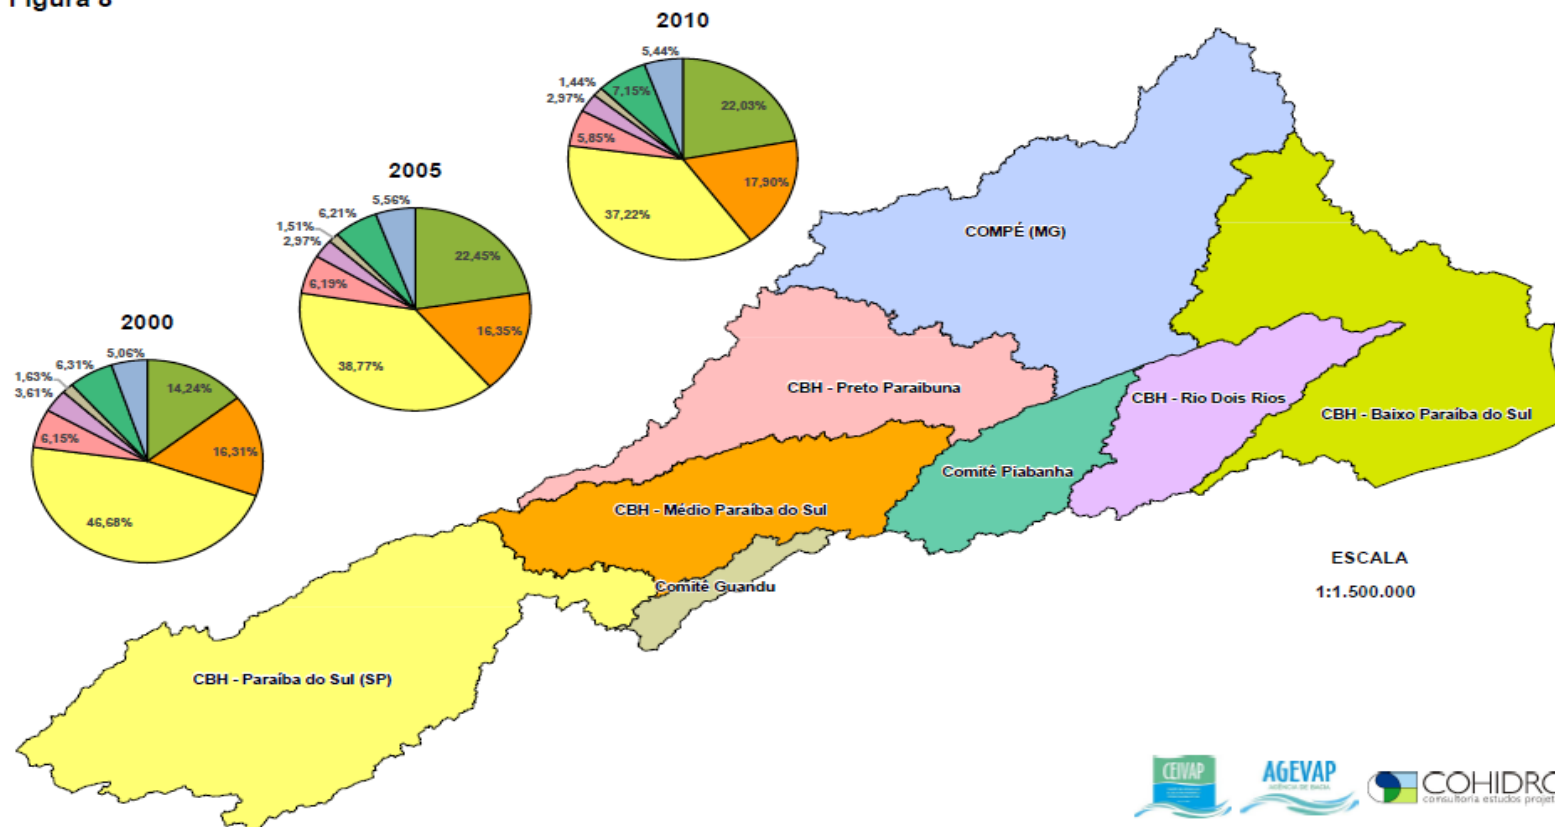 Figura 8
2010
5,44%
1,44%
7,15%
2,97%
22,03%
5,85%
17,90%
37,22%
2005
5,56%
6,21%
1,51%
2,97%
22,45%
6,19%
16,35%
38,77%
2000
5,06%
6,31%
1,63%
3,61%
14,24%
6,15%
16,31%
46,68%
COMPÉ (MG)
CBH - Preto Paraibuna
CBH - Rio Dois Rios
CBH - Baixo Paraíba do Sul
Comitê Piabanha
CBH - Médio Paraíba do Sul
Comitê Guandu
CBH - Paraíba do Sul (SP)
ESCALA
1:1.500.000
CEIVAP
AGEVAP
AGÊNCIA DE BACIA
COHIDRO
consultoria estudos projet